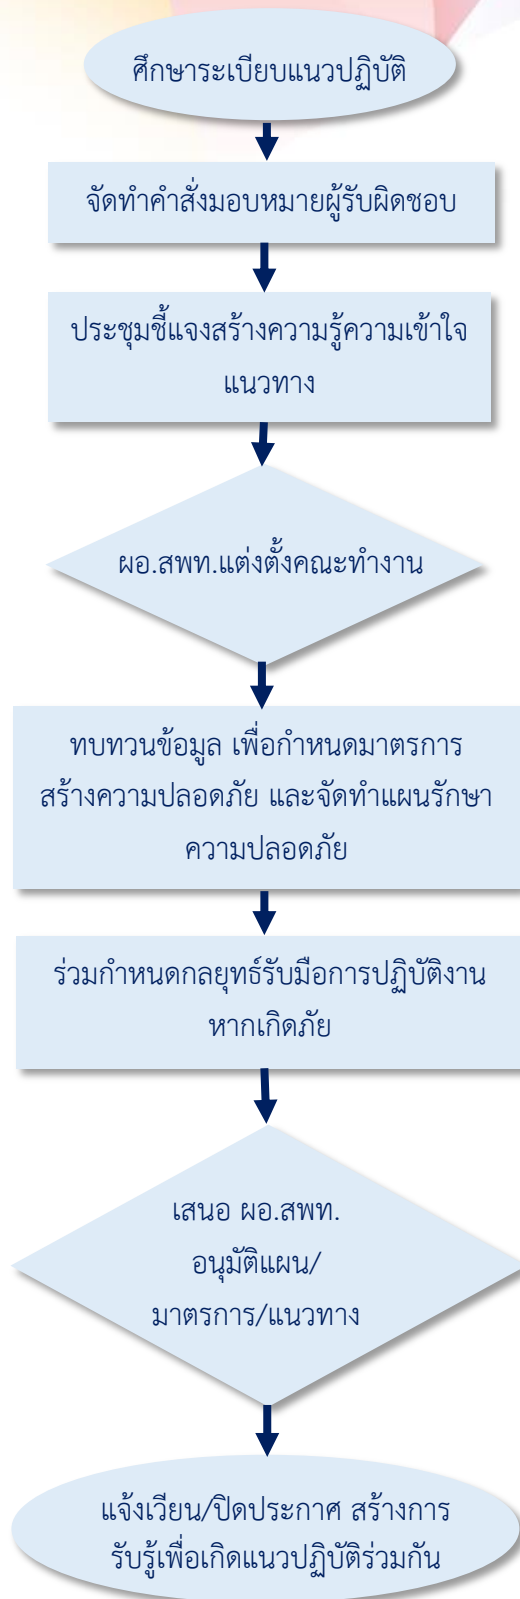 ศึกษาระเบียบแนวปฏิบัติ
จัดทำคำสั่งมอบหมายผู้รับผิดชอบ
ประชุมชี้แจงสร้างความรู้ความเข้าใจ
แนวทาง
ผอ.สพท.แต่งตั้งคณะทำงาน
ทบทวนข้อมูล เพื่อกำหนดมาตรการ
สร้างความปลอดภัย และจัดทำแผนรักษา
ความปลอดภัย
ร่วมกำหนดกลยุทธ์รับมือการปฏิบัติงาน
หากเกิดภัย
เสนอ ผอ.สพท.
อนุมัติแผน/
มาตรการ/แนวทาง
แจ้งเวียน/ปิดประกาศ สร้างการ
รับรู้เพื่อเกิดแนวปฏิบัติร่วมกัน